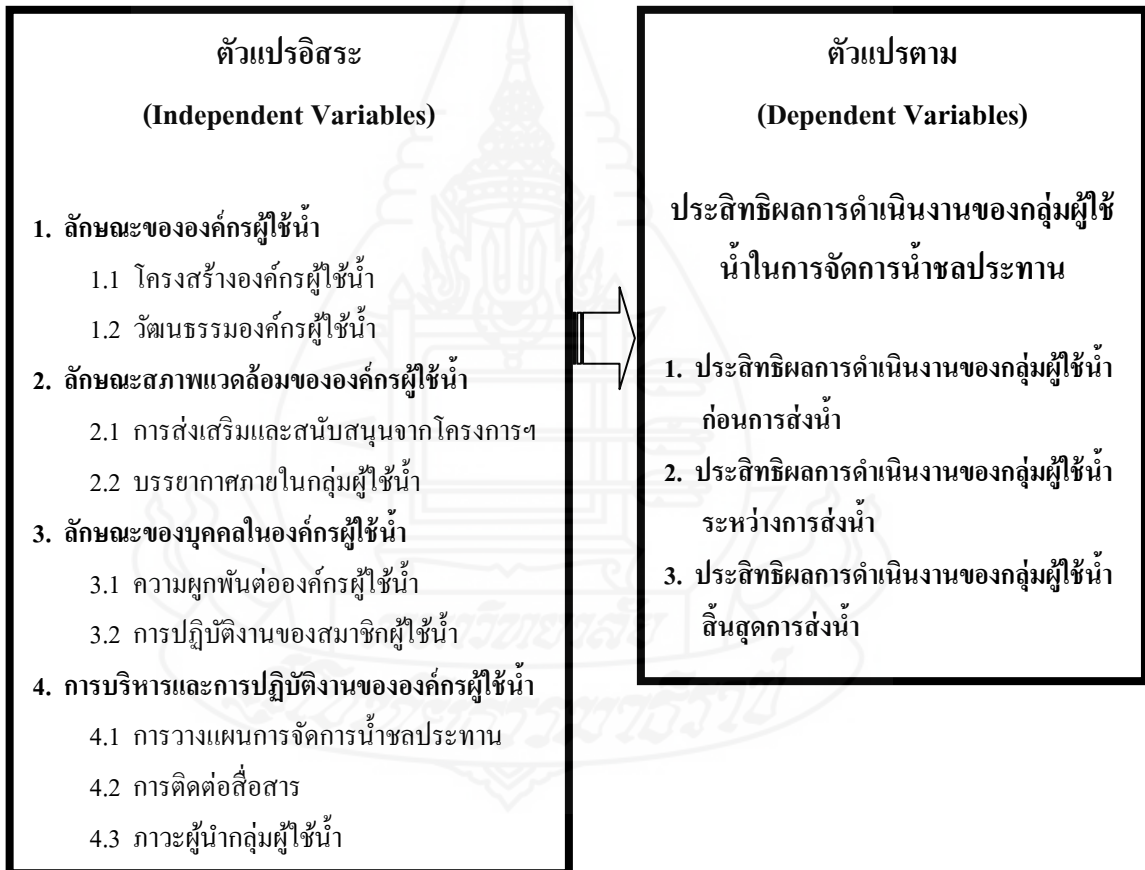 ตัวแปรอิสระ
(Independent Variables)
1. ลักษณะขององค์กรผู้ใช้น้ำ
1.1 โครงสร้างองค์กรผู้ใช้น้ำ
1.2 วัฒนธรรมองค์กรผู้ใช้น้ำ
2. ลักษณะสภาพแวดล้อมขององค์กรผู้ใช้น้ำ
2.1 การส่งเสริมและสนับสนุนจากโครงการฯ
2.2 บรรยากาศภายในกลุ่มผู้ใช้น้ำ
3. ลักษณะของบุคคลในองค์กรผู้ใช้น้ำ
3.1 ความผูกพันต่อองค์กรผู้ใช้น้ำ
3.2 การปฏิบัติงานของสมาชิกผู้ใช้น้ำ
4. การบริหารและการปฏิบัติงานขององค์กรผู้ใช้น้ำ
4.1 การวางแผนการจัดการน้ำชลประทาน
4.2 การติดต่อสื่อสาร
4.3 ภาวะผู้นำกลุ่มผู้ใช้น้ำ
ตัวแปรตาม
(Dependent Variables)
ประสิทธิผลการดำเนินงานของกลุ่มผู้ใช้
น้ำในการจัดการน้ำชลประทาน
1. ประสิทธิผลการดำเนินงานของกลุ่มผู้ใช้น้ำ
ก่อนการส่งน้ำ
2. ประสิทธิผลการดำเนินงานของกลุ่มผู้ใช้น้ำ
ระหว่างการส่งน้ำ
3. ประสิทธิผลการดำเนินงานของกลุ่มผู้ใช้น้ำ
สิ้นสุดการส่งน้ำ